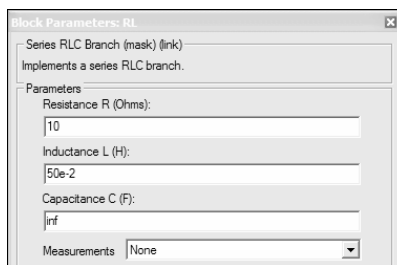 Block Parameters: RL
Series RLC Branch (mask) (link)
Implements a series RLC branch.
Parameters
Resistance R (Ohms):
10
Inductance L (H):
50e-2
Capacitance C (F):
inf
Measurements None